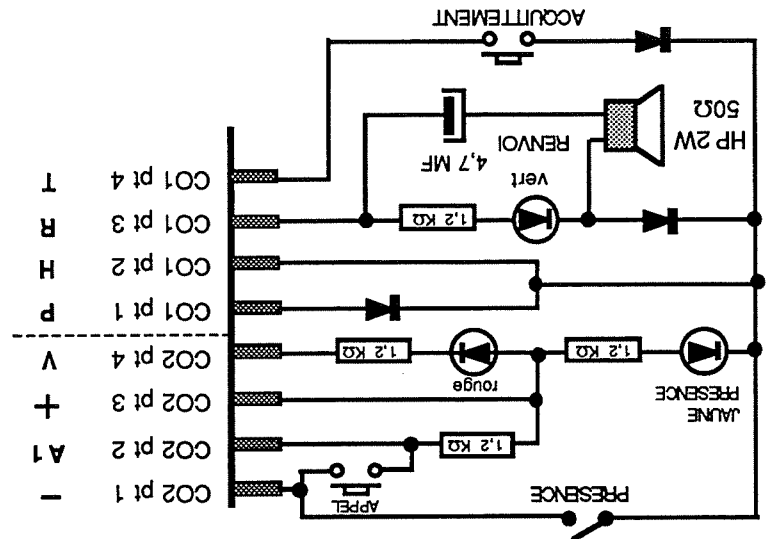 PRESENCE
APPEL
CO2 pt 1 −
1,2 KΩ
CO2 pt 2 A1
JAUNE
PRESENCE
rouge
CO2 pt 3 +
1,2 KΩ
1,2 KΩ
CO2 pt 4 V
CO1 pt 1 P
CO1 pt 2 H
1,2 KΩ
CO1 pt 3 R
vert
CO1 pt 4 T
4,7 MF
HP 2W
50Ω
RENVOI
ACQUITTEMENT